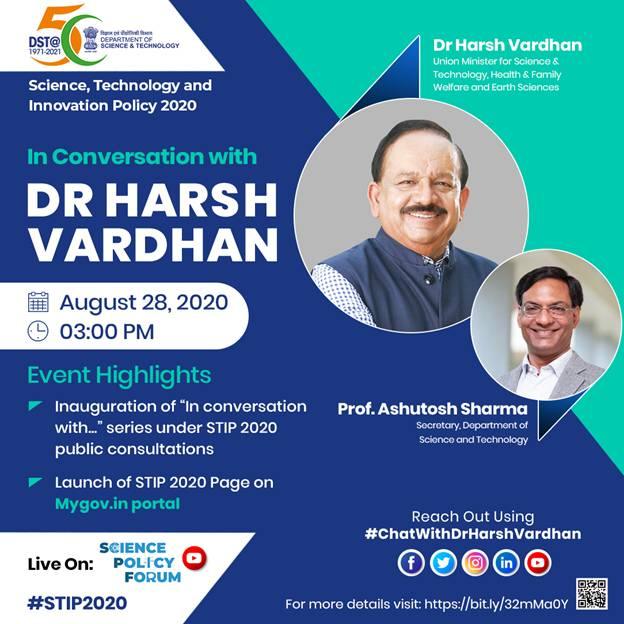 50
DST@
1971-2021
विज्ञान एवं प्रौद्योगिकी विभाग
DEPARTMENT OF
SCIENCE & TECHNOLOGY
Science, Technology and
Innovation Policy 2020
In Conversation with
DR HARSH
VARDHAN
August 28, 2020
03:00 PM
Dr Harsh Vardhan
Union Minister for Science &
Technology, Health & Family
Welfare and Earth Sciences
Event Highlights
Inauguration of “In conversation
with...” series under STIP 2020
public consultations
Launch of STIP 2020 Page on
Mygov.in portal
Prof. Ashutosh Sharma
Secretary, Department of
Science and Technology
Live On:
SCIENCE
POLICY
FORUM
#STIP2020
Reach Out Using
#ChatWithDrHarshVardhan
For more details visit: https://bit.ly/32mMa0Y